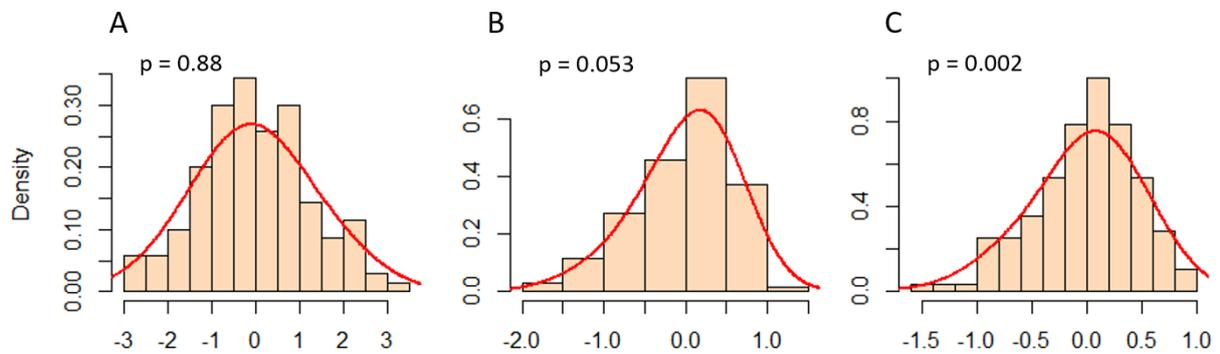 A B C
p = 0.88 p = 0.053 p = 0.002
Density
0.00 0.10 0.20 0.30
-3 -2 -1 0 1 2 3
0.0 0.2 0.4 0.6
-2.0 -1.0 0.0 1.0
0.0 0.4 0.8
-1.5 -1.0 -0.5 0.0 0.5 1.0